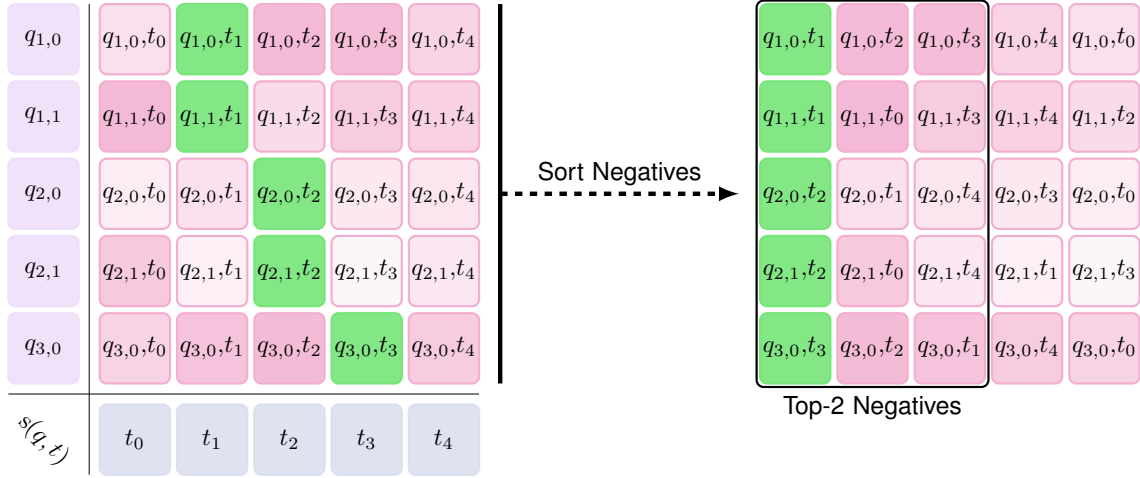 q1,0 q1,0,t0 q1,0,t1 q1,0,t2 q1,0,t3 q1,0,t4 q1,0,t1 q1,0,t2 q1,0,t3 q1,0,t4 q1,0,t0
q1,1 q1,1,t0 q1,1,t1 q1,1,t2 q1,1,t3 q1,1,t4 q1,1,t1 q1,1,t0 q1,1,t3 q1,1,t4 q1,1,t2
Sort Negatives
q2,0 q2,0,t0 q2,0,t1 q2,0,t2 q2,0,t3 q2,0,t4 q2,0,t2 q2,0,t1 q2,0,t4 q2,0,t3 q2,0,t0
q2,1 q2,1,t0 q2,1,t1 q2,1,t2 q2,1,t3 q2,1,t4 q2,1,t2 q2,1,t0 q2,1,t4 q2,1,t1 q2,1,t3
q3,0 q3,0,t0 q3,0,t1 q3,0,t2 q3,0,t3 q3,0,t4 q3,0,t3 q3,0,t2 q3,0,t1 q3,0,t4 q3,0,t0
Top-2 Negatives
s(q,t) t0 t1 t2 t3 t4